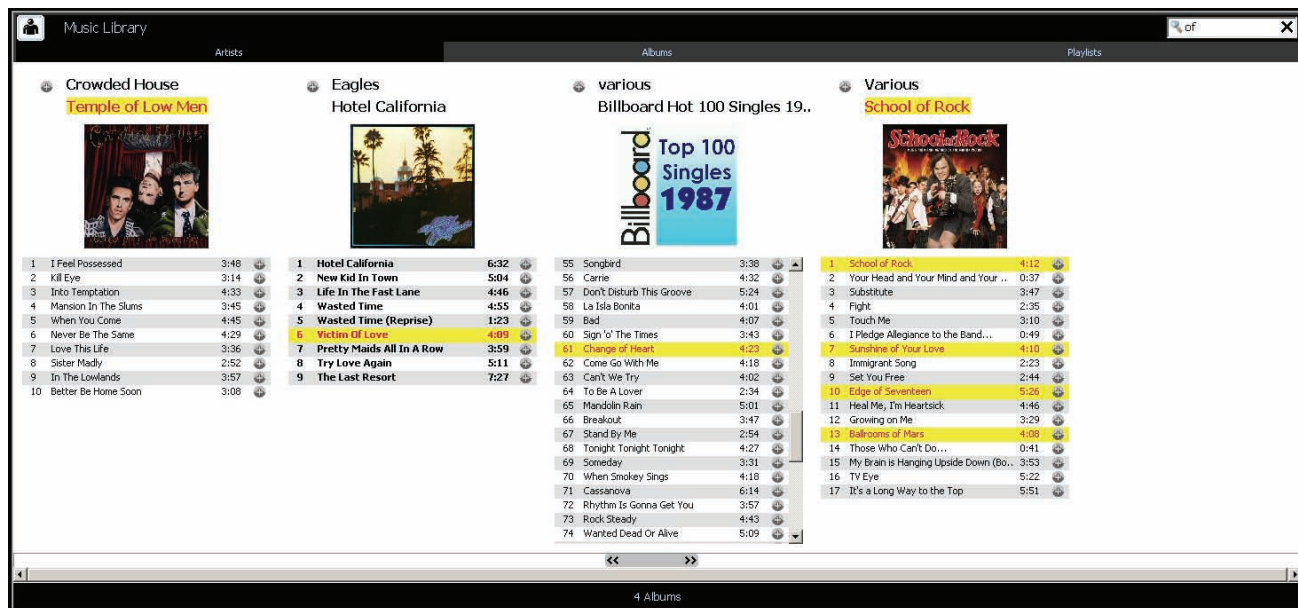 Music Library
of
Artists
Albums
Playlists
Crowded House
Temple of Low Men
1 I Feel Possessed 3:48
2 Kill Eye 3:14
3 Into Temptation 4:33
4 Mansion In The Slums 3:45
5 When You Come 4:45
6 Never Be The Same 4:29
7 Love This Life 3:36
8 Sister Madly 2:52
9 In The Lowlands 3:57
10 Better Be Home Soon 3:08
Eagles
Hotel California
1 Hotel California 6:32
2 New Kid In Town 5:04
3 Life In The Fast Lane 4:46
4 Wasted Time 4:55
5 Wasted Time (Reprise) 1:23
6 Victim Of Love 4:09
7 Pretty Maids All In A Row 3:59
8 Try Love Again 5:11
9 The Last Resort 7:27
various
Billboard Hot 100 Singles 19..
Billboard
Top 100
Singles
1987
55 Songbird 3:38
56 Carrie 4:32
57 Don't Disturb This Groove 5:24
58 La Isla Bonita 4:01
59 Bad 4:07
60 Sign 'o' The Times 3:43
61 Change of Heart 4:23
62 Come Go With Me 4:18
63 Can't We Try 4:02
64 To Be A Lover 2:34
65 Mandolin Rain 5:01
66 Breakout 3:47
67 Stand By Me 2:54
68 Tonight Tonight Tonight 4:27
69 Someday 3:31
70 When Smokey Sings 4:18
71 Cassanova 6:14
72 Rhythm Is Gonna Get You 3:57
73 Rock Steady 4:43
74 Wanted Dead Or Alive 5:09
Various
School of Rock
School of Rock
1 School of Rock 4:12
2 Your Head and Your Mind and Your .. 0:37
3 Substitute 3:47
4 Fight 2:35
5 Touch Me 3:10
6 I Pledge Allegiance to the Band... 0:49
7 Sunshine of Your Love 4:10
8 Immigrant Song 2:23
9 Set You Free 2:44
10 Edge of Seventeen 5:26
11 Heal Me, I'm Heartsick 4:46
12 Growing on Me 3:29
13 Ballrooms of Mars 4:08
14 Those Who Can't Do... 0:41
15 My Brain is Hanging Upside Down (Bo.. 3:53
16 TV Eye 5:22
17 It's a Long Way to the Top 5:51
4 Albums